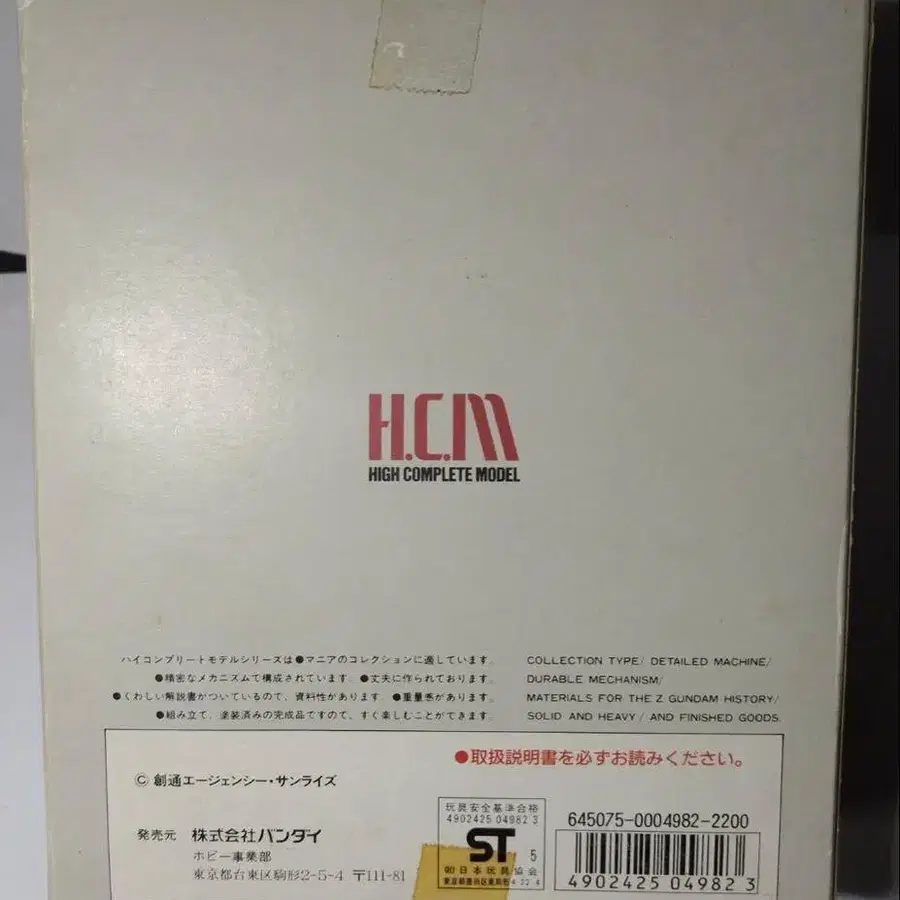 H.C.M
HIGH COMPLETE MODEL
ハイコンプリートモデルシリーズは●マニアのコレクションに適しています。
●精密なメカニズムで構成されています。●丈夫に作られております。
●くわしい解説書がついているので、資料性があります。●重量感があります。
●組み立て、塗装済みの完成品ですので、すぐ楽しむことができます。
COLLECTION TYPE/ DETAILED MACHINE/
DURABLE MECHANISM/
MATERIALS FOR THE Z GUNDAM HISTORY/
SOLID AND HEAVY/ AND FINISHED GOODS.
●取扱説明書を必ずお読みください。
© 創通エージェンシー・サンライズ
発売元 株式会社バンダイ
ホビー事業部
東京都台東区駒形2-5-4 〒111-81
玩具安全基準合格
4902425 04982 3
ST 5
日本玩具協会
645075-0004982-2200
4902425 04982 3